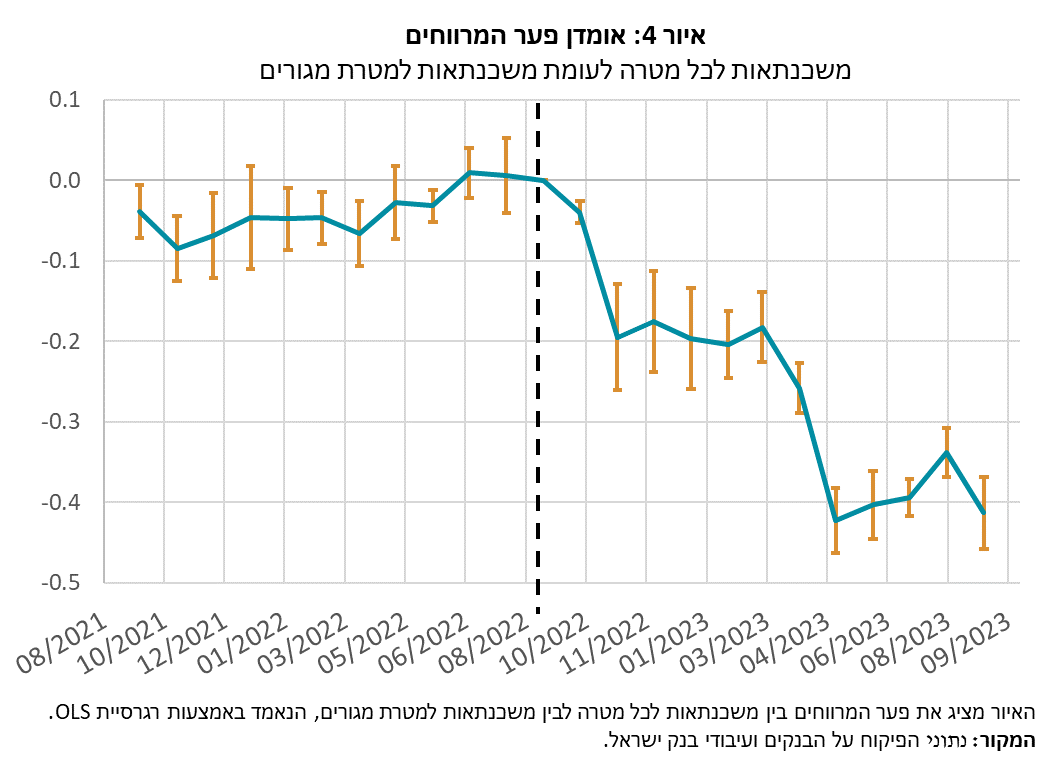 איור 4: אומדן פער המרווחים
משכנתאות לכל מטרה לעומת משכנתאות למטרת מגורים
0.1
0.0
-0.1
-0.2
-0.3
-0.4
-0.5
08/2021 10/2021 12/2021 01/2022 03/2022 05/2022 06/2022 08/2022 10/2022 11/2022 01/2023 03/2023 04/2023 06/2023 08/2023 09/2023
האיור מציג את פער המרווחים בין משכנתאות לכל מטרה לבין משכנתאות למטרת מגורים, הנאמד באמצעות רגרסיית OLS.
המקור: נתוני הפיקוח על הבנקים ועיבודי בנק ישראל.